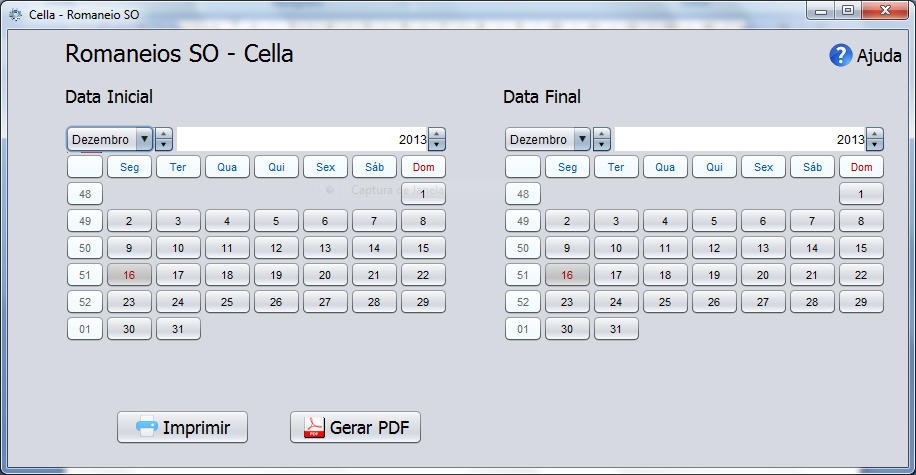 Cella - Romaneio SO
Romaneios SO - Cella
Ajuda
Data Inicial
Data Final
Dezembro 2013
Dezembro 2013
Seg Ter Qua Qui Sex Sáb Dom
Seg Ter Qua Qui Sex Sáb Dom
Captura de Janela
48 1
48 1
49 2 3 4 5 6 7 8
49 2 3 4 5 6 7 8
50 9 10 11 12 13 14 15
50 9 10 11 12 13 14 15
51 16 17 18 19 20 21 22
51 16 17 18 19 20 21 22
52 23 24 25 26 27 28 29
52 23 24 25 26 27 28 29
01 30 31
01 30 31
Imprimir
PDF Gerar PDF